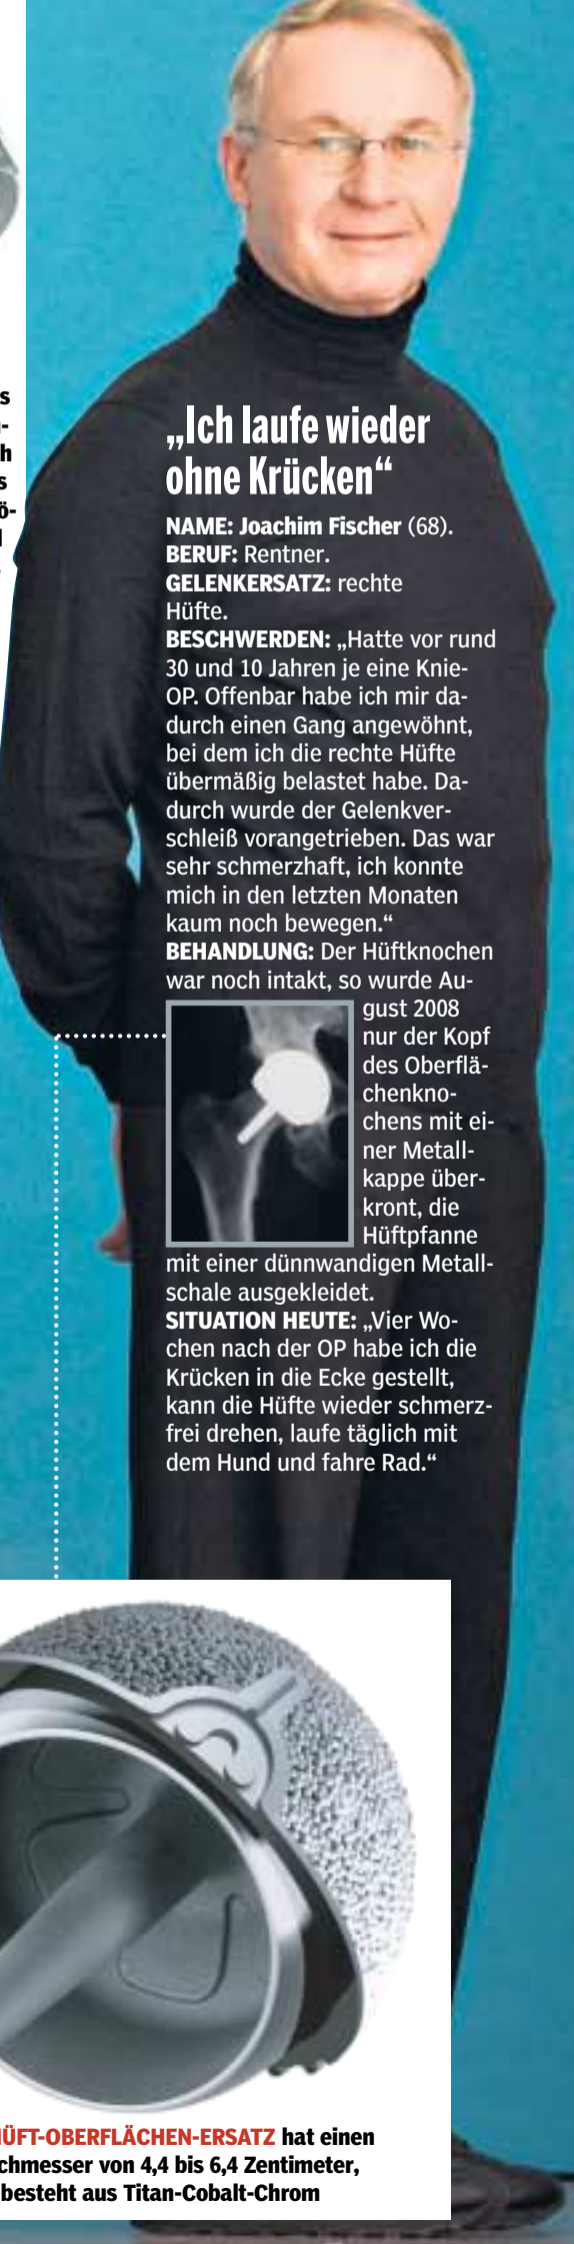 s
-
h
s
ö-
„Ich laufe wieder
ohne Krücken“
NAME: Joachim Fischer (68).
BERUF: Rentner.
GELENKERSATZ: rechte
Hüfte.
BESCHWERDEN: „Hatte vor rund
30 und 10 Jahren je eine Knie-
OP. Offenbar habe ich mir da-
durch einen Gang angewöhnt,
bei dem ich die rechte Hüfte
übermäßig belastet habe. Da-
durch wurde der Gelenkver-
schleiß vorangetrieben. Das war
sehr schmerzhaft, ich konnte
mich in den letzten Monaten
kaum noch bewegen.“
BEHANDLUNG: Der Hüftknochen
war noch intakt, so wurde Au-
gust 2008
nur der Kopf
des Oberflä-
chenkno-
chens mit ei-
ner Metall-
kappe über-
kront, die
Hüftpfanne
mit einer dünnwandigen Metall-
schale ausgekleidet.
SITUATION HEUTE: „Vier Wo-
chen nach der OP habe ich die
Krücken in die Ecke gestellt,
kann die Hüfte wieder schmerz-
frei drehen, laufe täglich mit
dem Hund und fahre Rad.“
ÜFT-OBERFLÄCHEN-ERSATZ hat einen
chmesser von 4,4 bis 6,4 Zentimeter,
besteht aus Titan-Cobalt-Chrom